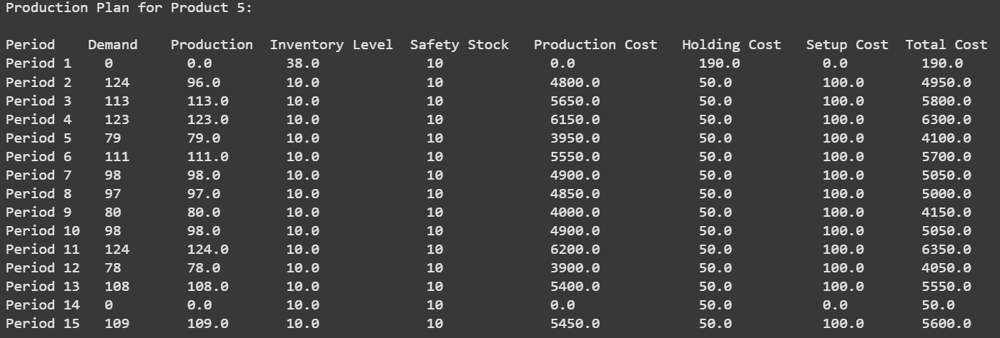 Production Plan for Product 5:
Period Demand Production Inventory Level Safety Stock Production Cost Holding Cost Setup Cost Total Cost
Period 1 0 0.0 38.0 10 0.0 190.0 0.0 190.0
Period 2 124 96.0 10.0 10 4800.0 50.0 100.0 4950.0
Period 3 113 113.0 10.0 10 5650.0 50.0 100.0 5800.0
Period 4 123 123.0 10.0 10 6150.0 50.0 100.0 6300.0
Period 5 79 79.0 10.0 10 3950.0 50.0 100.0 4100.0
Period 6 111 111.0 10.0 10 5550.0 50.0 100.0 5700.0
Period 7 98 98.0 10.0 10 4900.0 50.0 100.0 5050.0
Period 8 97 97.0 10.0 10 4850.0 50.0 100.0 5000.0
Period 9 80 80.0 10.0 10 4000.0 50.0 100.0 4150.0
Period 10 98 98.0 10.0 10 4900.0 50.0 100.0 5050.0
Period 11 124 124.0 10.0 10 6200.0 50.0 100.0 6350.0
Period 12 78 78.0 10.0 10 3900.0 50.0 100.0 4050.0
Period 13 108 108.0 10.0 10 5400.0 50.0 100.0 5550.0
Period 14 0 0.0 10.0 10 0.0 50.0 0.0 50.0
Period 15 109 109.0 10.0 10 5450.0 50.0 100.0 5600.0